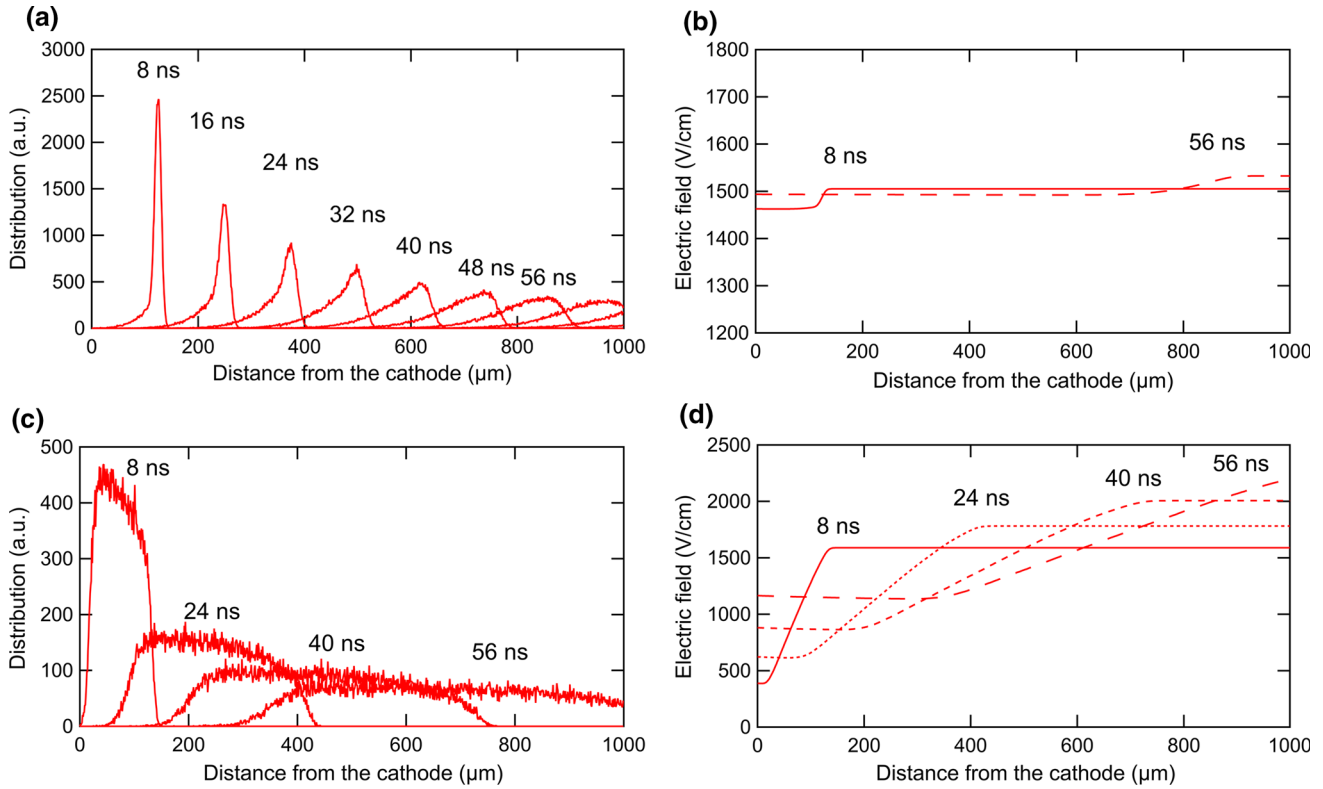 (a)
3000
2500
2000
1500
1000
500
0
Distribution (a.u.)
8 ns
16 ns
24 ns
32 ns
40 ns
48 ns
56 ns
0 200 400 600 800 1000
Distance from the cathode (µm)
(b)
1800
1700
1600
1500
1400
1300
1200
Electric field (V/cm)
8 ns
56 ns
0 200 400 600 800 1000
Distance from the cathode (µm)
(c)
500
400
300
200
100
0
Distribution (a.u.)
8 ns
24 ns
40 ns
56 ns
0 200 400 600 800 1000
Distance from the cathode (µm)
(d)
2500
2000
1500
1000
500
0
Electric field (V/cm)
8 ns
24 ns
40 ns
56 ns
0 200 400 600 800 1000
Distance from the cathode (µm)